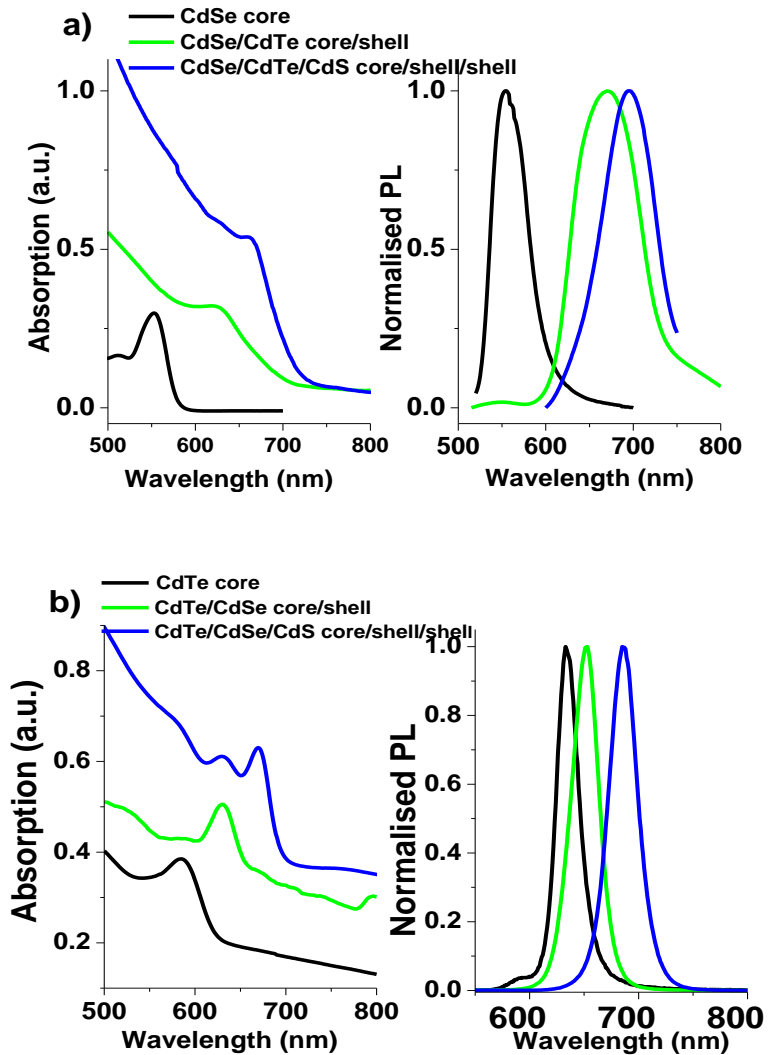 a)
CdSe core
CdSe/CdTe core/shell
CdSe/CdTe/CdS core/shell/shell
Absorption (a.u.)
1.0
0.5
0.0
500 600 700 800
Wavelength (nm)
Normalised PL
1.0
0.5
0.0
500 600 700 800
Wavelength (nm)
b)
CdTe core
CdTe/CdSe core/shell
CdTe/CdSe/CdS core/shell/shell
Absorption (a.u.)
0.8
0.6
0.4
0.2
500 600 700 800
Wavelength (nm)
Normalised PL
1.0
0.8
0.6
0.4
0.2
0.0
600 700 800
Wavelength (nm)